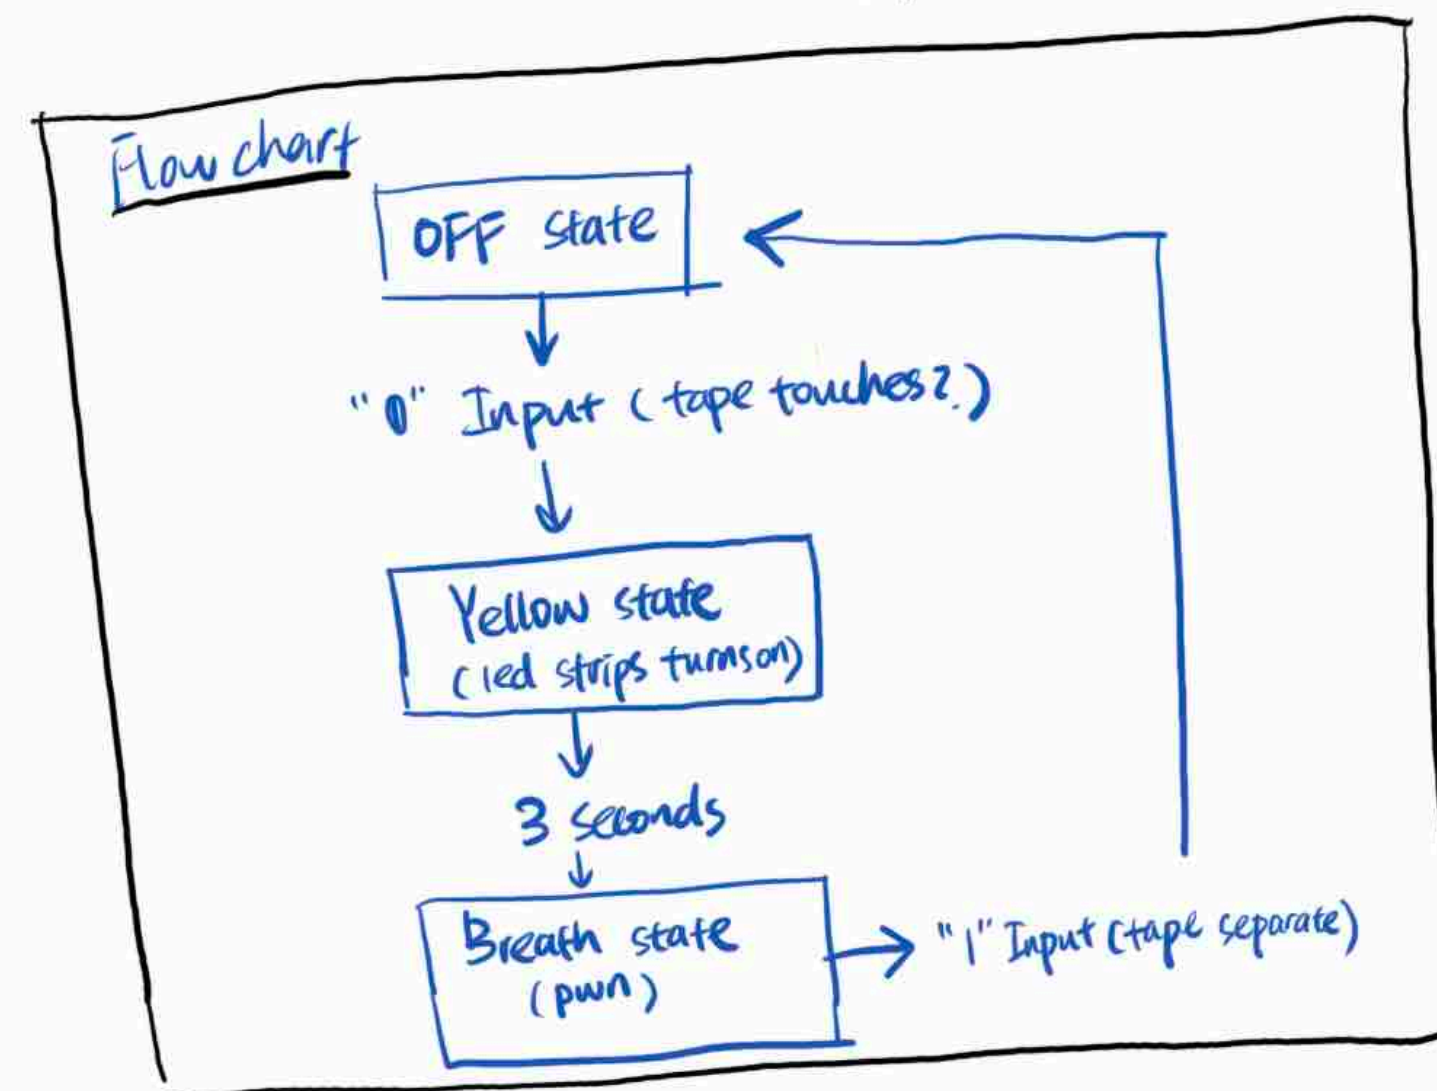 Flow chart
OFF state
"0" Input (tape touches?)
Yellow state
(led strips turns on)
3 seconds
Breath state
(pwn)
"1" Input (tape separate)